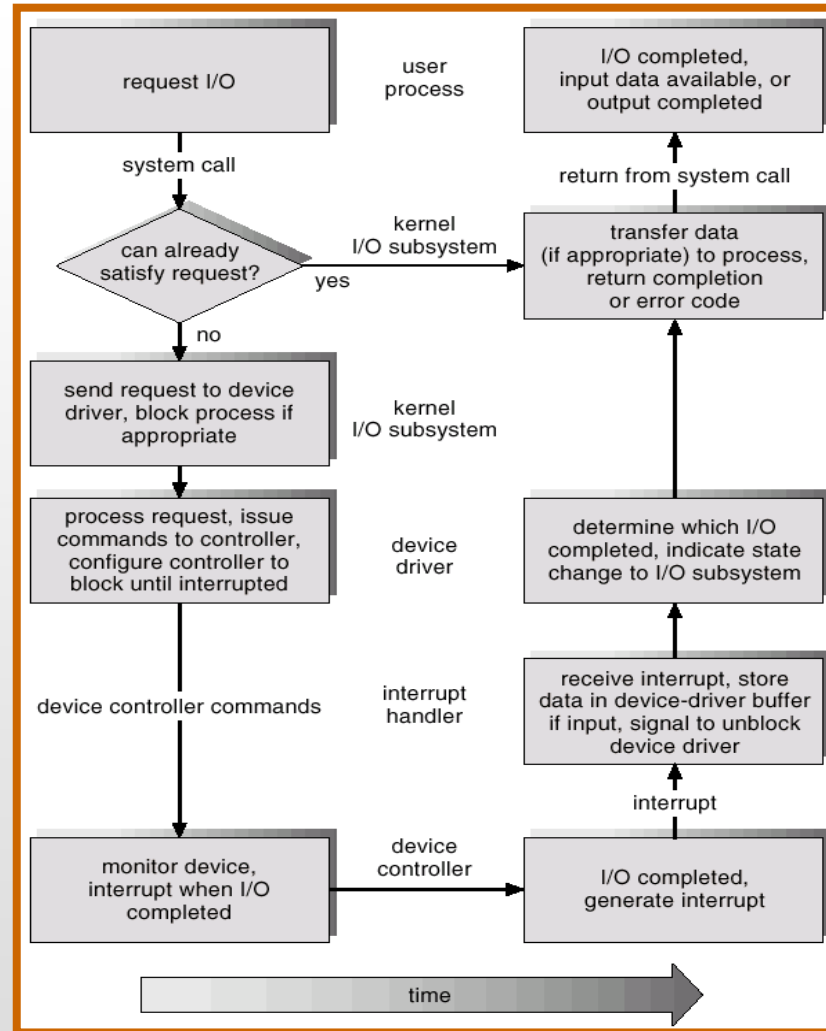 request I/O
user
process
I/O completed,
input data available, or
output completed
system call
return from system call
can already
satisfy request?
kernel
I/O subsystem
yes
transfer data
(if appropriate) to process,
return completion
or error code
no
send request to device
driver, block process if
appropriate
kernel
I/O subsystem
process request, issue
commands to controller,
configure controller to
block until interrupted
device
driver
determine which I/O
completed, indicate state
change to I/O subsystem
device controller commands
interrupt
handler
receive interrupt, store
data in device-driver buffer
if input, signal to unblock
device driver
interrupt
monitor device,
interrupt when I/O
completed
device
controller
I/O completed,
generate interrupt
time